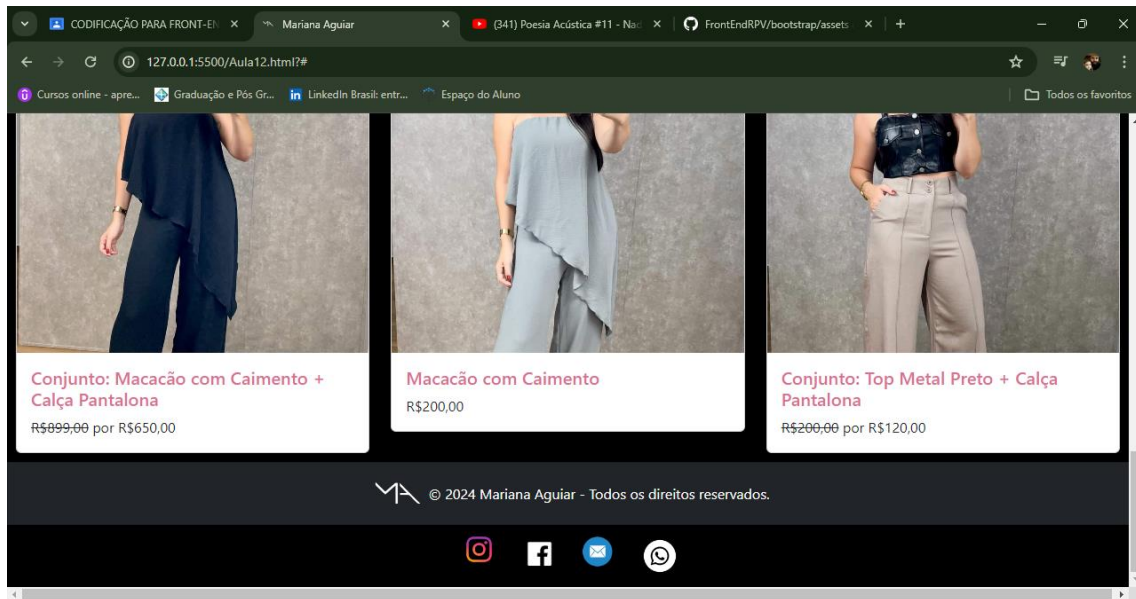 CODIFICAÇÃO PARA FRONT-EN
Mariana Aguiar
(341) Poesia Acústica #11 - Nad
FrontEndRPV/bootstrap/assets
127.0.0.1:5500/Aula12.html?#
Cursos online - apre...
Graduação e Pós Gr...
in LinkedIn Brasil: entr...
Espaço do Aluno
Todos os favoritos
Conjunto: Macacão com Caimento +
Calça Pantalona
R$899,00 por R$650,00
Macacão com Caimento
R$200,00
Conjunto: Top Metal Preto + Calça
Pantalona
R$200,00 por R$120,00
MA © 2024 Mariana Aguiar - Todos os direitos reservados.